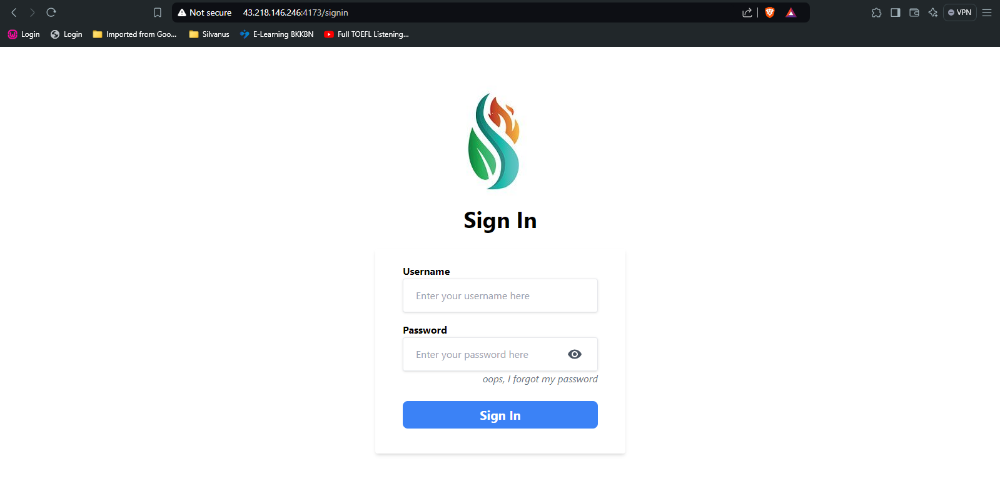 Not secure 43.218.146.246:4173/signin
VPN
Login Login Imported from Goo... Silvanus E-Learning BKKBN Full TOEFL Listening...
Sign In
Username
Enter your username here
Password
Enter your password here
oops, I forgot my password
Sign In